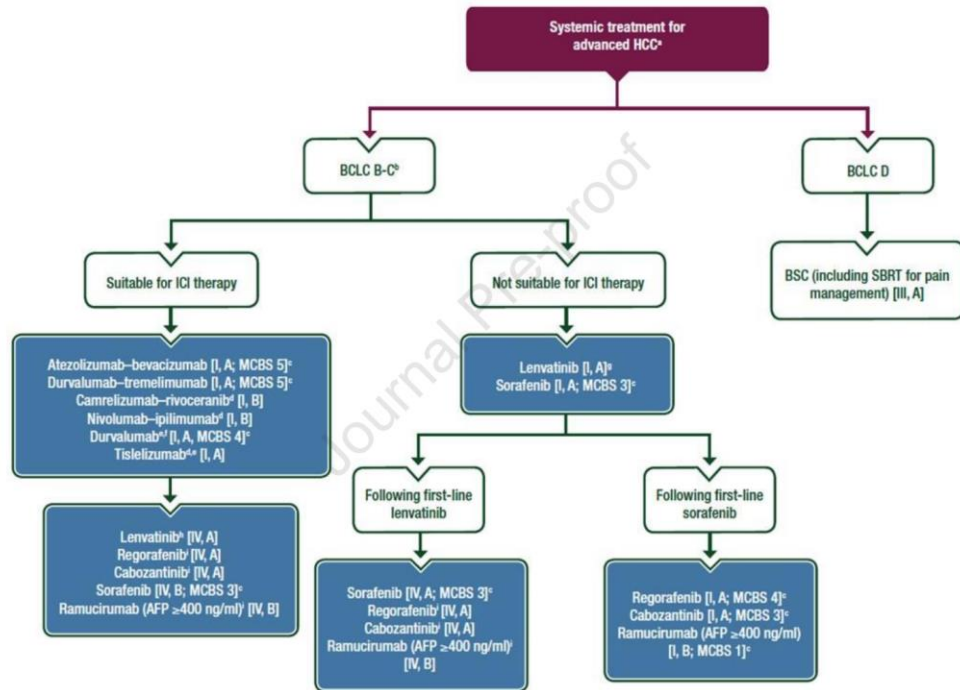 Systemic treatment for
advanced HCCᵃ
BCLC B-Cᵇ
BCLC D
Suitable for ICI therapy
Not suitable for ICI therapy
BSC (including SBRT for pain
management) [III, A]
Atezolizumab–bevacizumab [I, A; MCBS 5]ᶜ
Durvalumab–tremelimumab [I, A; MCBS 5]ᶜ
Camrelizumab–rivoceranibᵈ [I, B]
Nivolumab–ipilimumabᵈ [I, B]
Durvalumabᵉ,ᶠ [I, A, MCBS 4]ᶜ
Tislelizumabᵈ,ᵉ [I, A]
Lenvatinib [I, A]ᵍ
Sorafenib [I, A; MCBS 3]ᶜ
Following first-line
lenvatinib
Following first-line
sorafenib
Lenvatinibʰ [IV, A]
Regorafenibⁱ [IV, A]
Cabozantinibⁱ [IV, A]
Sorafenib [IV, B; MCBS 3]ᶜ
Ramucirumab (AFP ≥400 ng/ml)ⁱ [IV, B]
Sorafenib [IV, A; MCBS 3]ᶜ
Regorafenibⁱ [IV, A]
Cabozantinibⁱ [IV, A]
Ramucirumab (AFP ≥400 ng/ml)ⁱ
[IV, B]
Regorafenib [I, A; MCBS 4]ᶜ
Cabozantinib [I, A; MCBS 3]ᶜ
Ramucirumab (AFP ≥400 ng/ml)
[I, B; MCBS 1]ᶜ
Journal Pre-proof